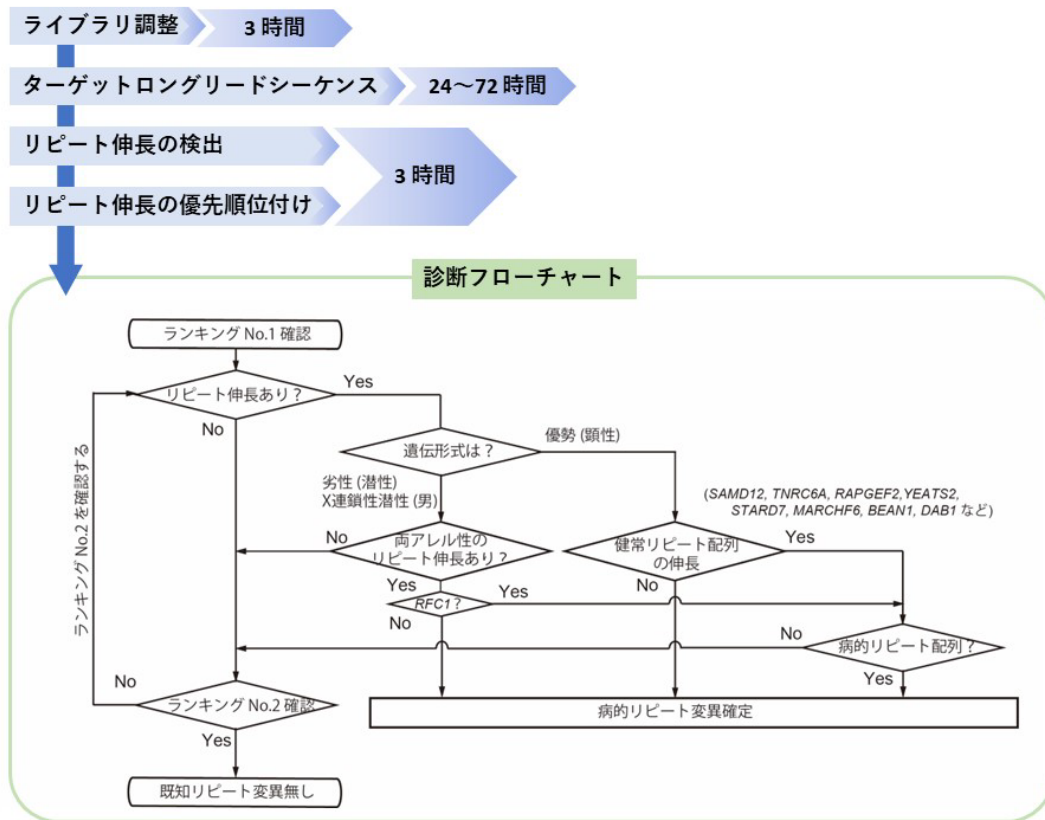 ライブラリ調整
3 時間
ターゲットロングリードシーケンス
24～72 時間
リピート伸長の検出
3 時間
リピート伸長の優先順位付け
診断フローチャート
ランキング No.1 確認
リピート伸長あり？
Yes
No
遺伝形式は？
優勢 (顕性)
劣性 (潜性)
X連鎖性潜性 (男)
(SAMD12, TNRC6A, RAPGEF2,YEATS2,
STARD7, MARCHF6, BEAN1, DAB1 など)
ランキング No.2 を確認する
No
両アレル性の
リピート伸長あり？
健常リピート配列
の伸長
Yes
Yes
No
RFC1？
Yes
No
No
病的リピート配列？
Yes
No
ランキング No.2 確認
Yes
病的リピート変異確定
既知リピート変異無し